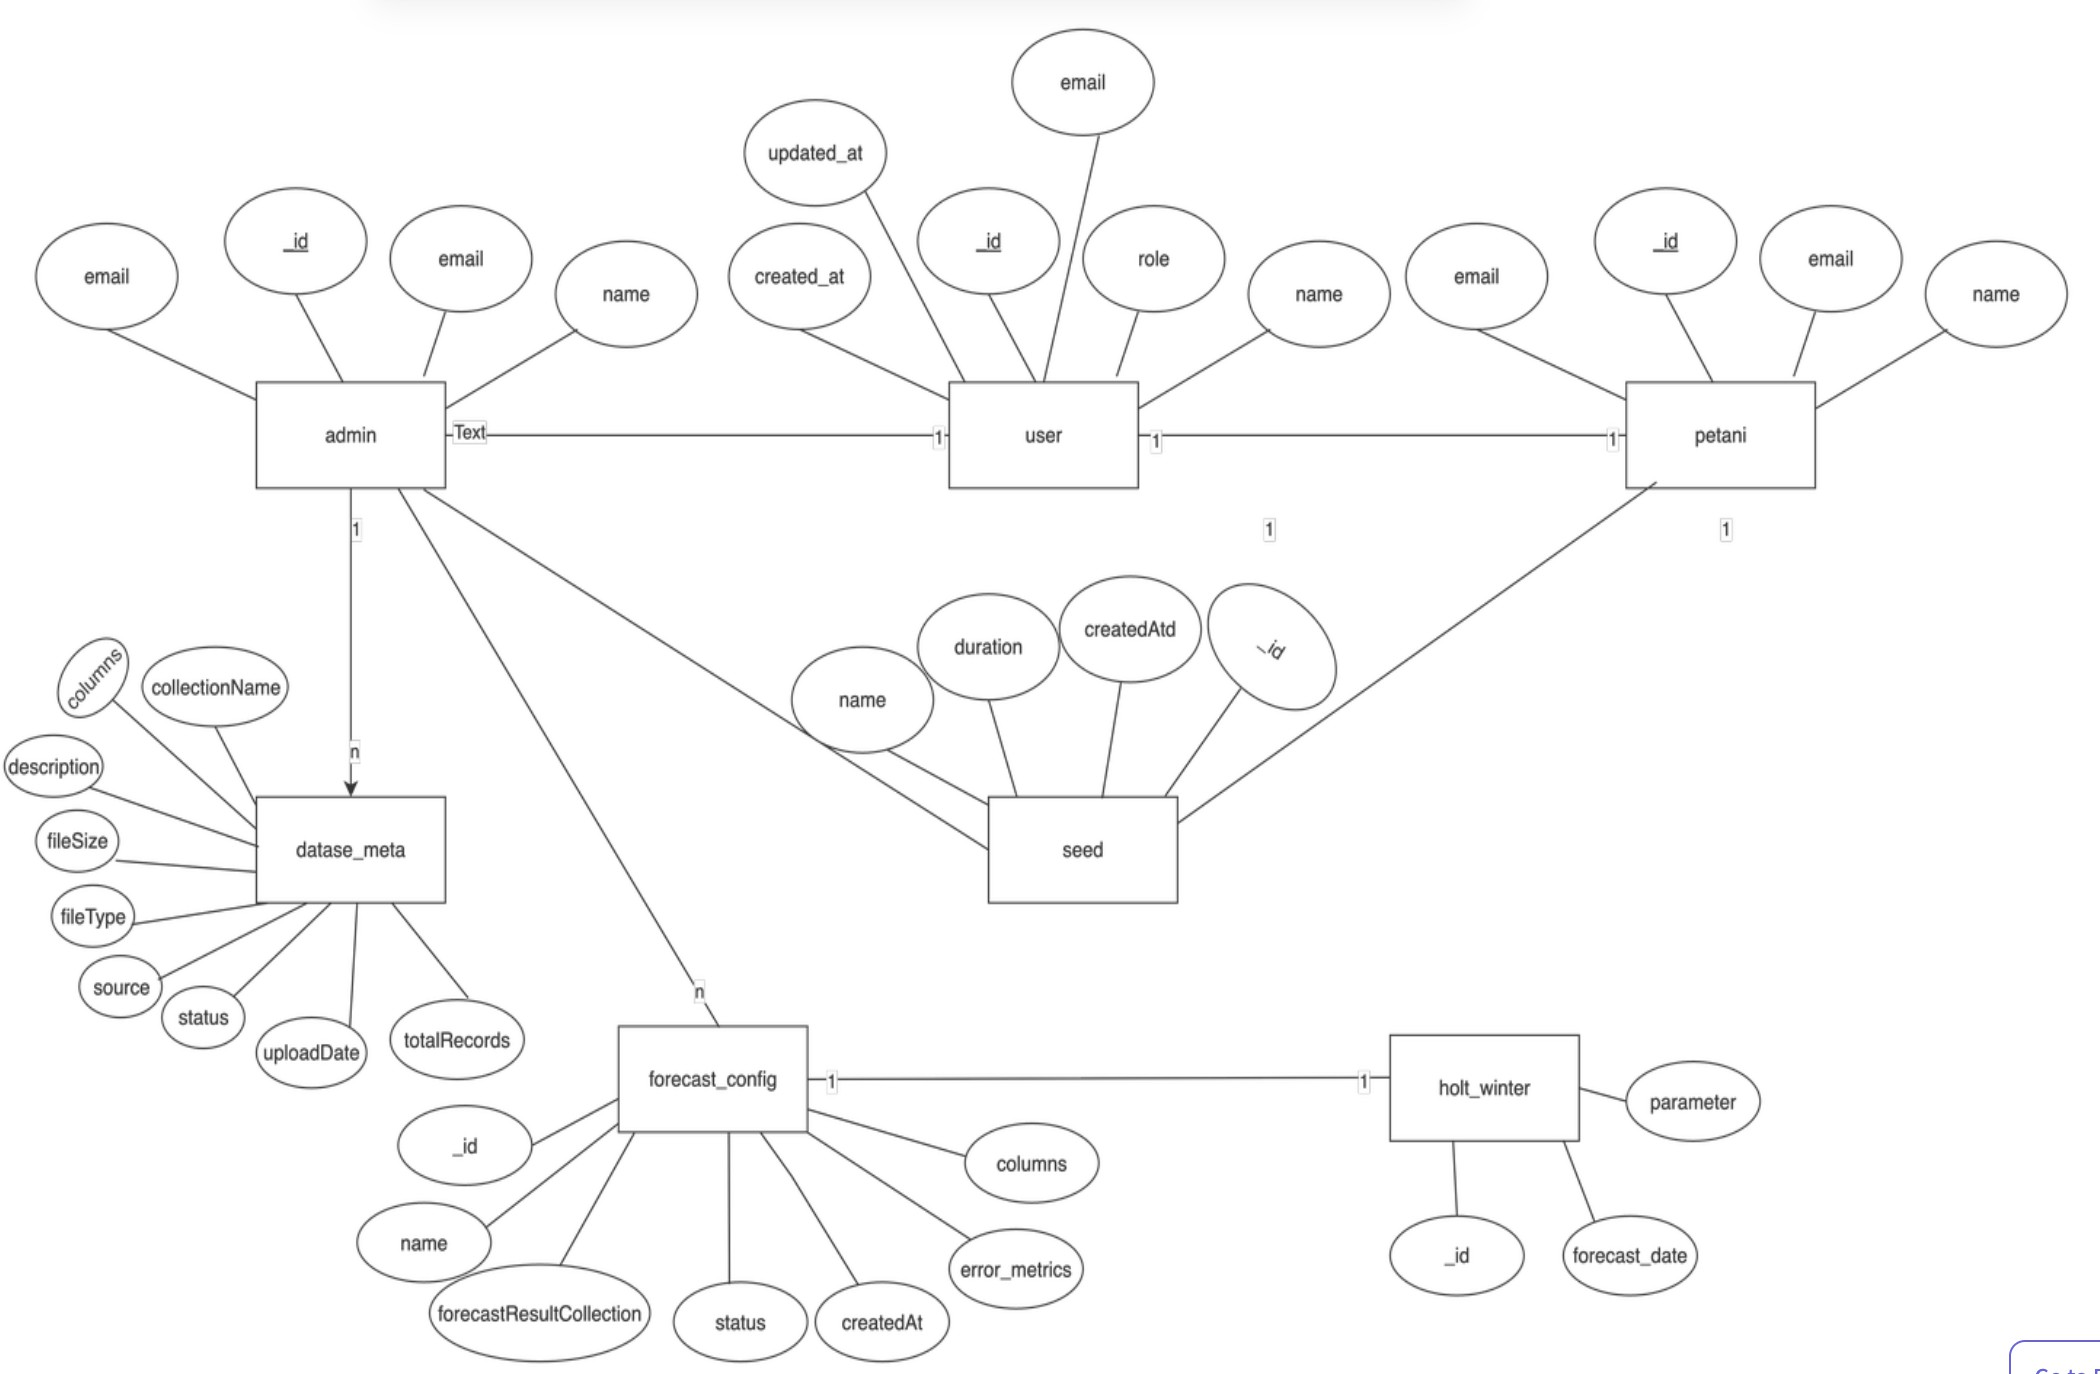 email
updated_at
email
_id
email
name
created_at
_id
role
name
email
_id
email
name
admin
Text
1
user
1
1
petani
1
1
1
columns
collectionName
name
duration
createdAtd
_id
description
n
fileSize
datase_meta
seed
fileType
source
status
uploadDate
totalRecords
n
forecast_config
1
1
holt_winter
parameter
_id
columns
name
error_metrics
_id
forecast_date
forecastResultCollection
status
createdAt